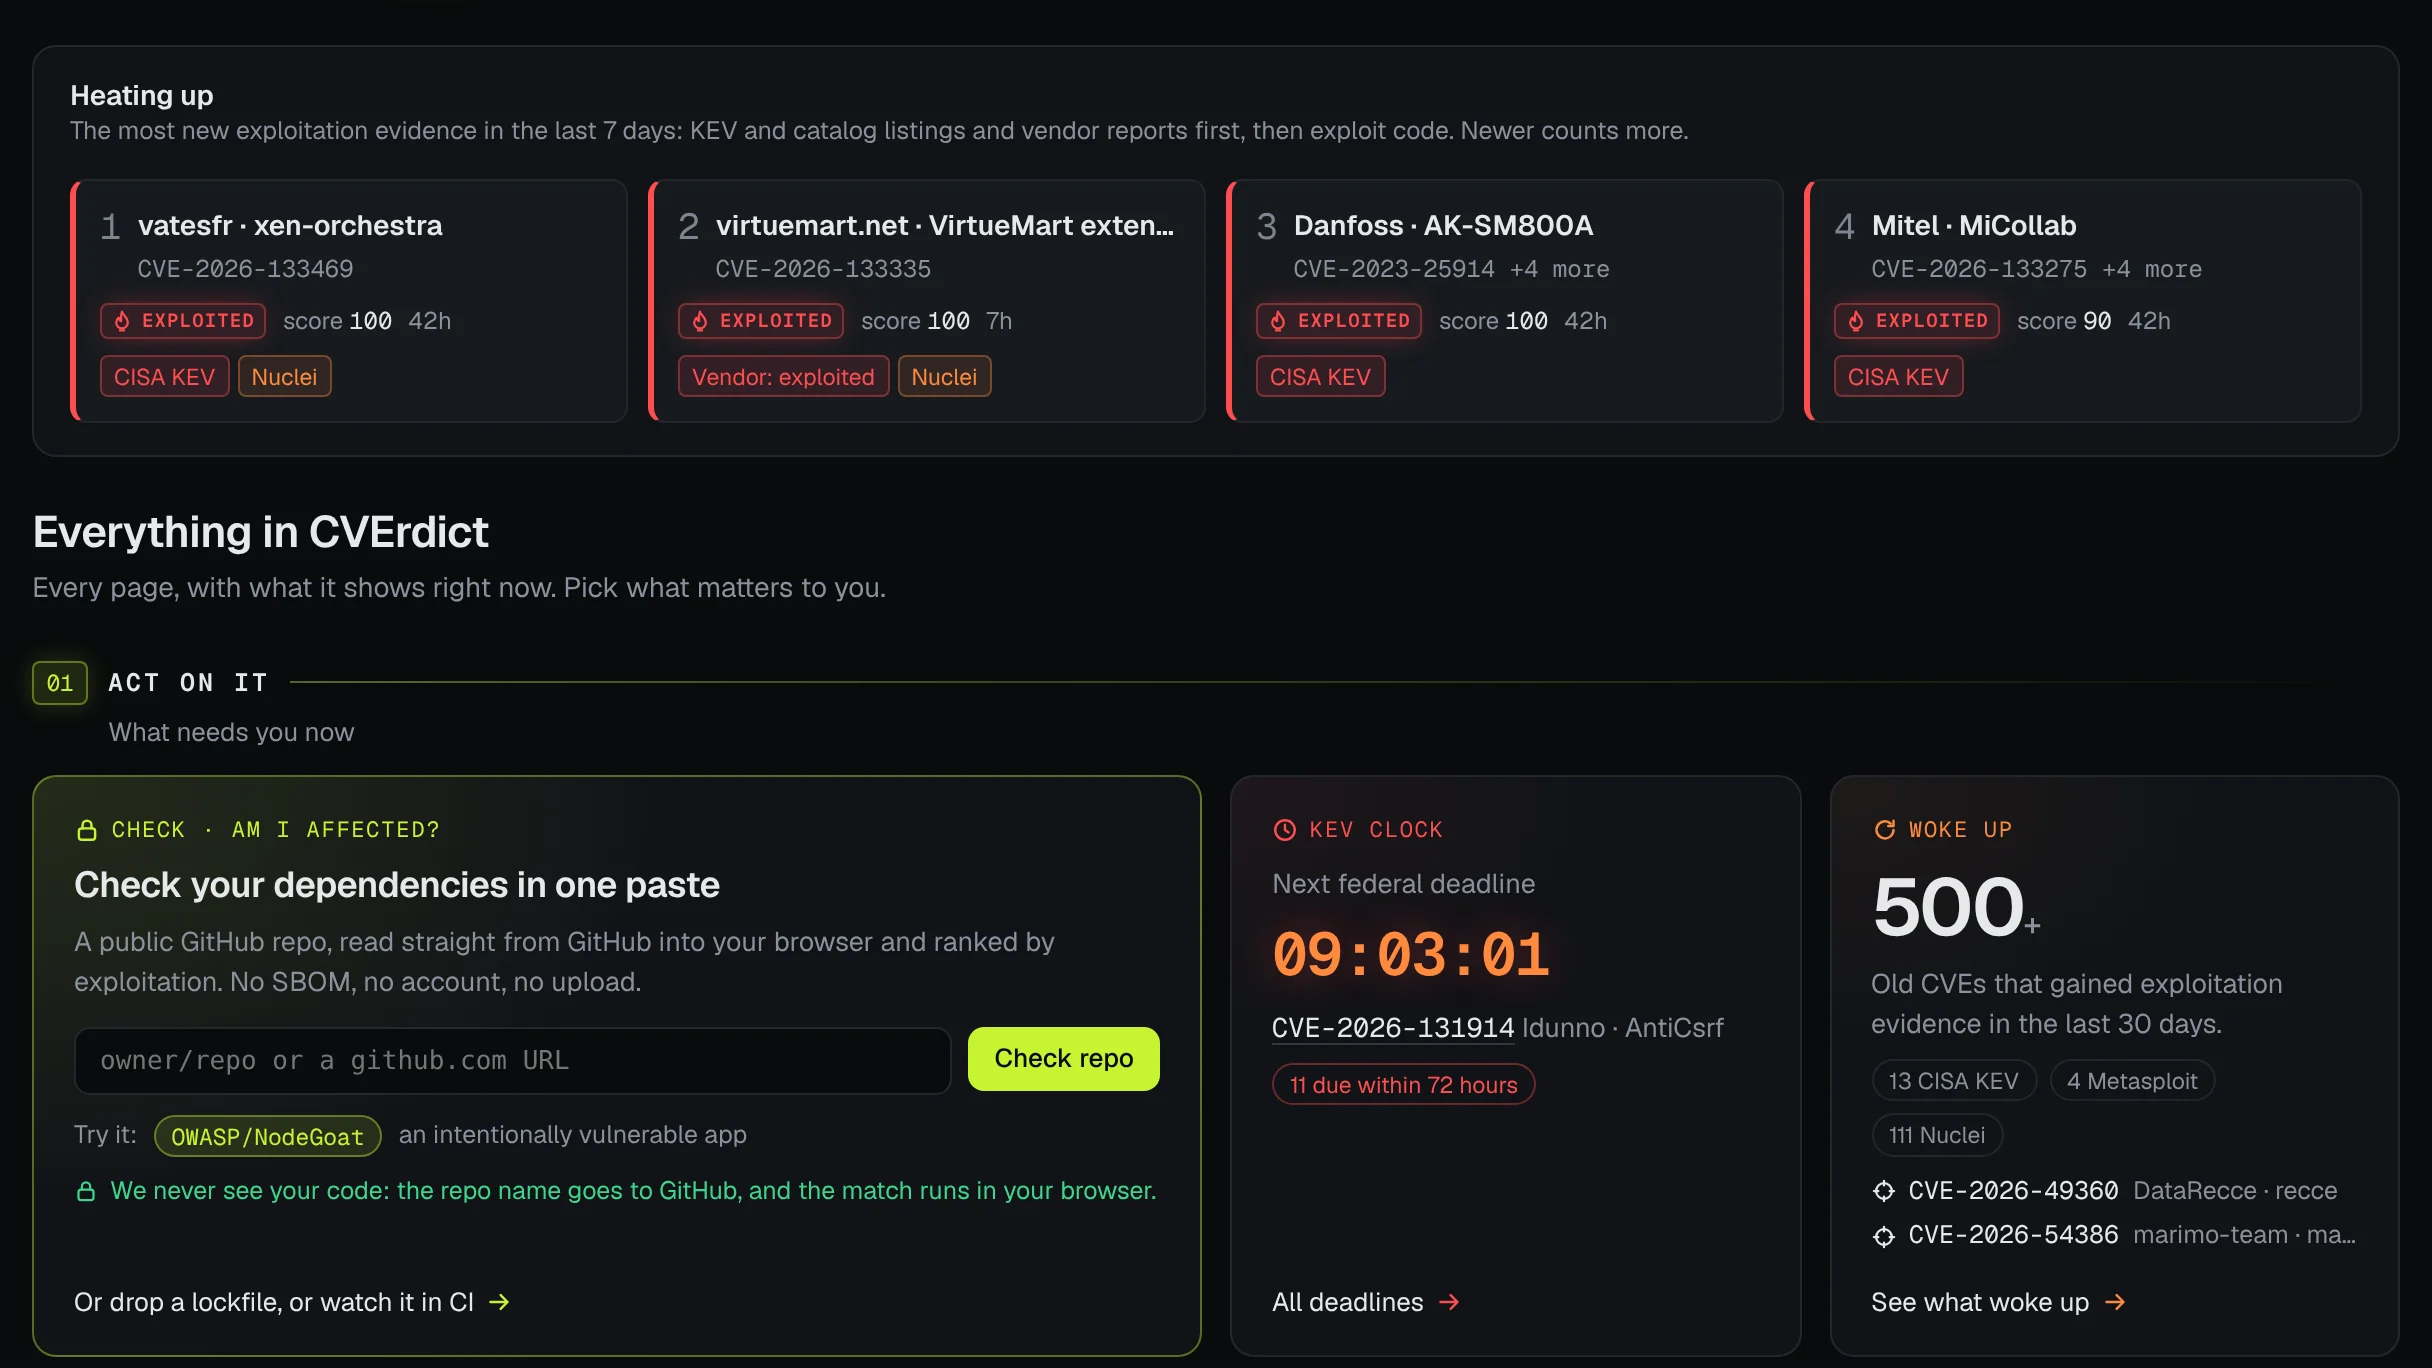 Heating up
The most new exploitation evidence in the last 7 days: KEV and catalog listings and vendor reports first, then exploit code. Newer counts more.
1 vatesfr · xen-orchestra
CVE-2026-133469
EXPLOITED score 100 42h
CISA KEV Nuclei
2 virtuemart.net · VirtueMart exten...
CVE-2026-133335
EXPLOITED score 100 7h
Vendor: exploited Nuclei
3 Danfoss · AK-SM800A
CVE-2023-25914 +4 more
EXPLOITED score 100 42h
CISA KEV
4 Mitel · MiCollab
CVE-2026-133275 +4 more
EXPLOITED score 90 42h
CISA KEV
Everything in CVErdict
Every page, with what it shows right now. Pick what matters to you.
01 ACT ON IT
What needs you now
CHECK · AM I AFFECTED?
Check your dependencies in one paste
A public GitHub repo, read straight from GitHub into your browser and ranked by
exploitation. No SBOM, no account, no upload.
owner/repo or a github.com URL
Check repo
Try it: OWASP/NodeGoat an intentionally vulnerable app
We never see your code: the repo name goes to GitHub, and the match runs in your browser.
Or drop a lockfile, or watch it in CI →
KEV CLOCK
Next federal deadline
09:03:01
CVE-2026-131914 Idunno · AntiCsrf
11 due within 72 hours
All deadlines →
WOKE UP
500+
Old CVEs that gained exploitation
evidence in the last 30 days.
13 CISA KEV 4 Metasploit
111 Nuclei
CVE-2026-49360 DataRecce · recce
CVE-2026-54386 marimo-team · ma...
See what woke up →